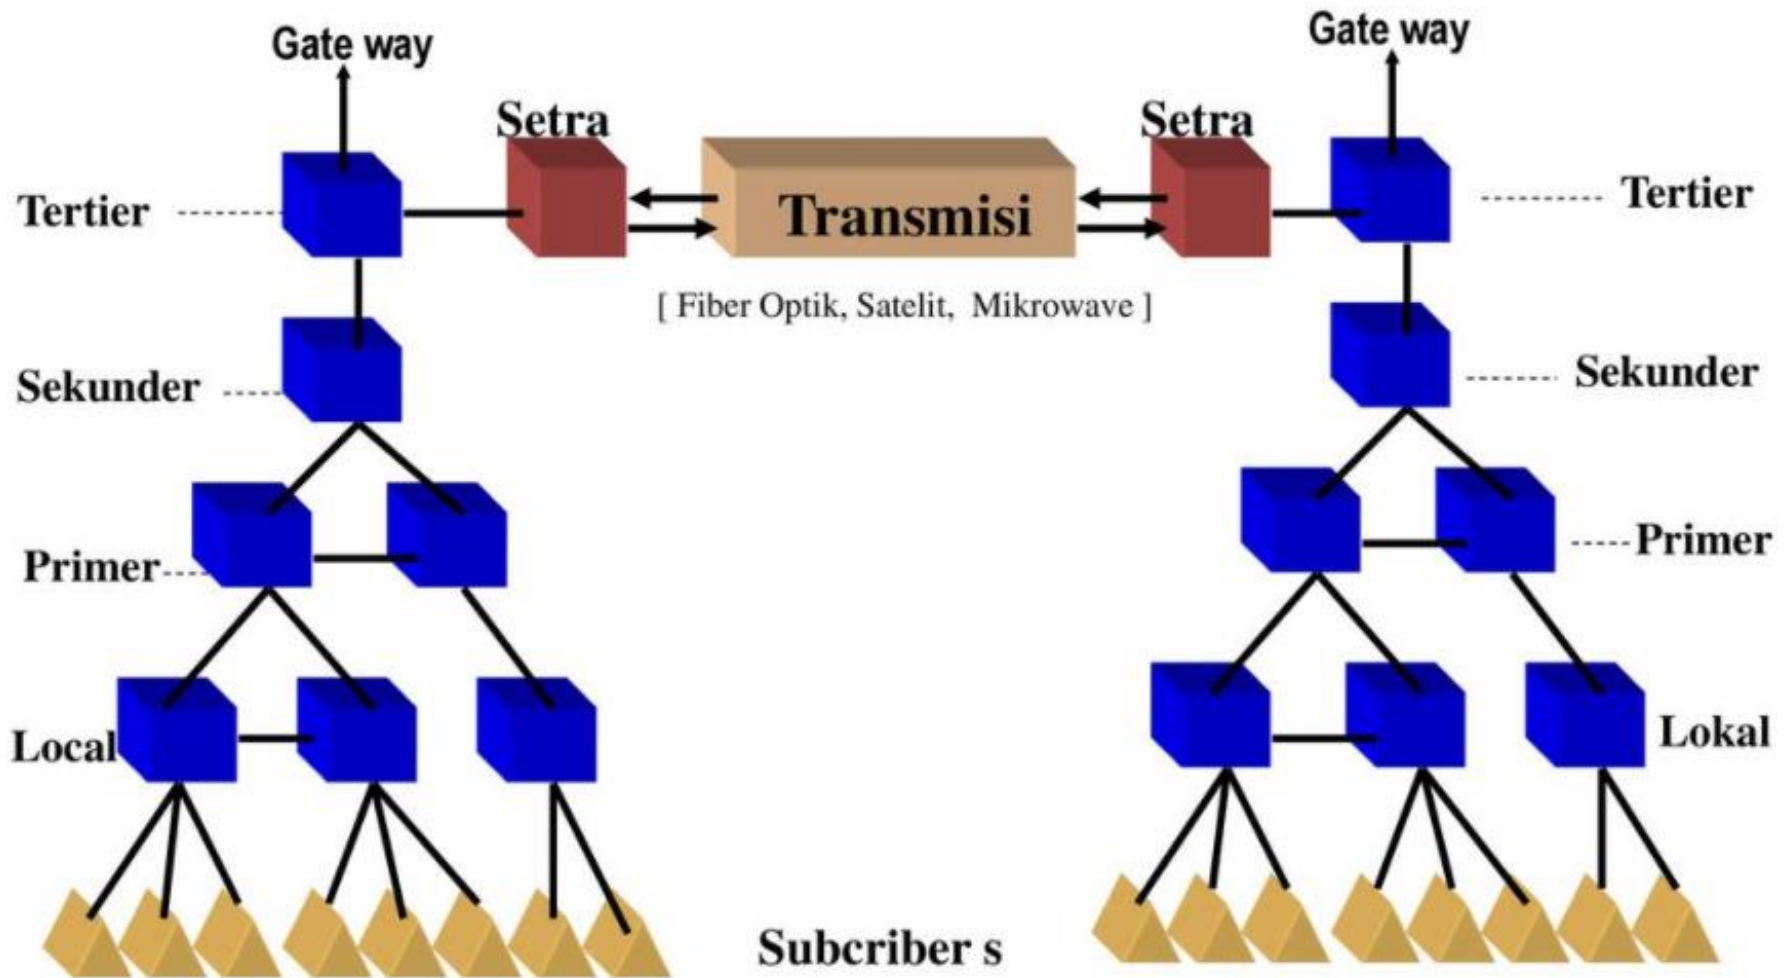 Gate way
Gate way
Setra
Setra
Tertier
Transmisi
Tertier
[ Fiber Optik, Satelit, Mikrowave ]
Sekunder
Sekunder
Primer
Primer
Local
Lokal
Subcriber s